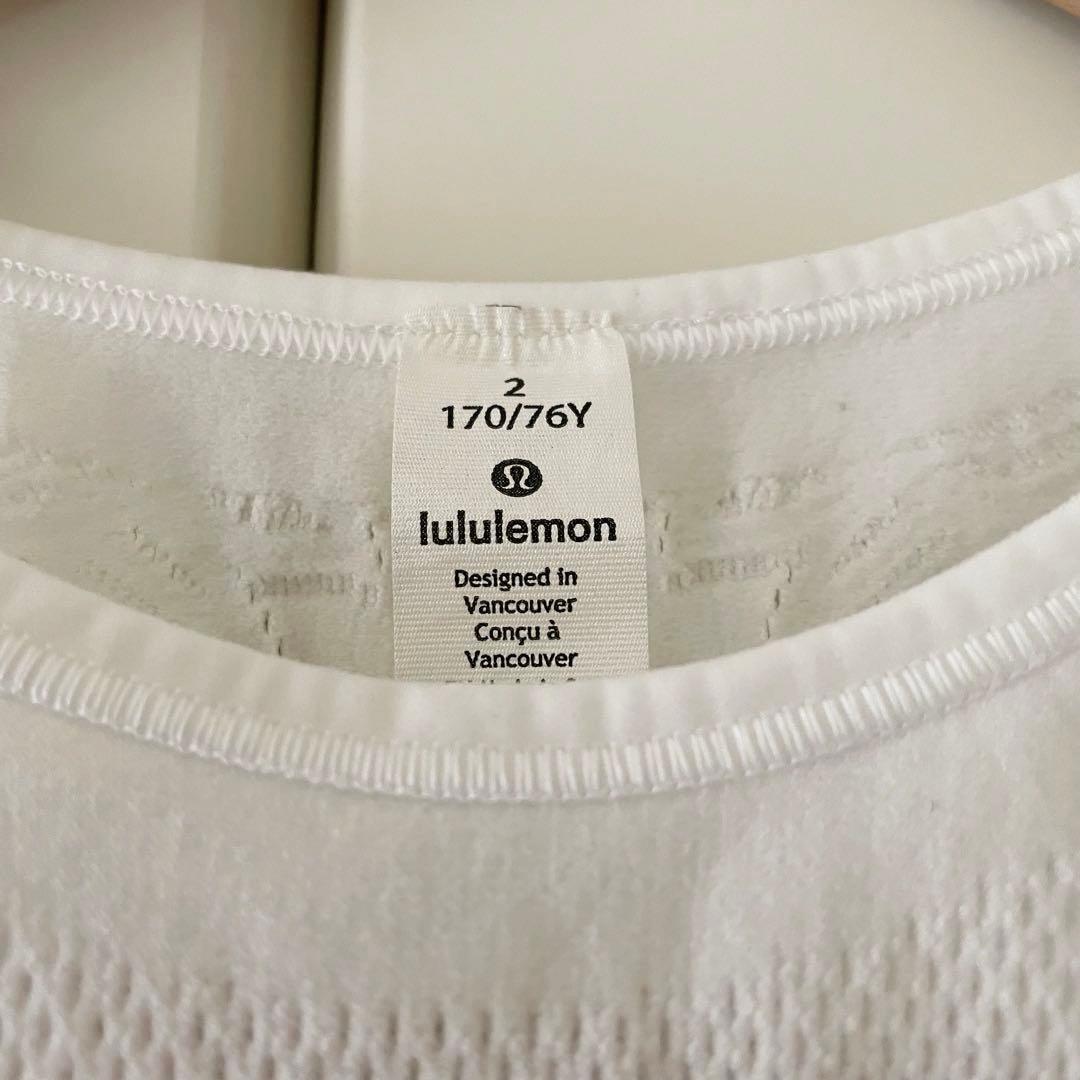 2
170/76Y
lululemon
Designed in
Vancouver
Conçu à
Vancouver